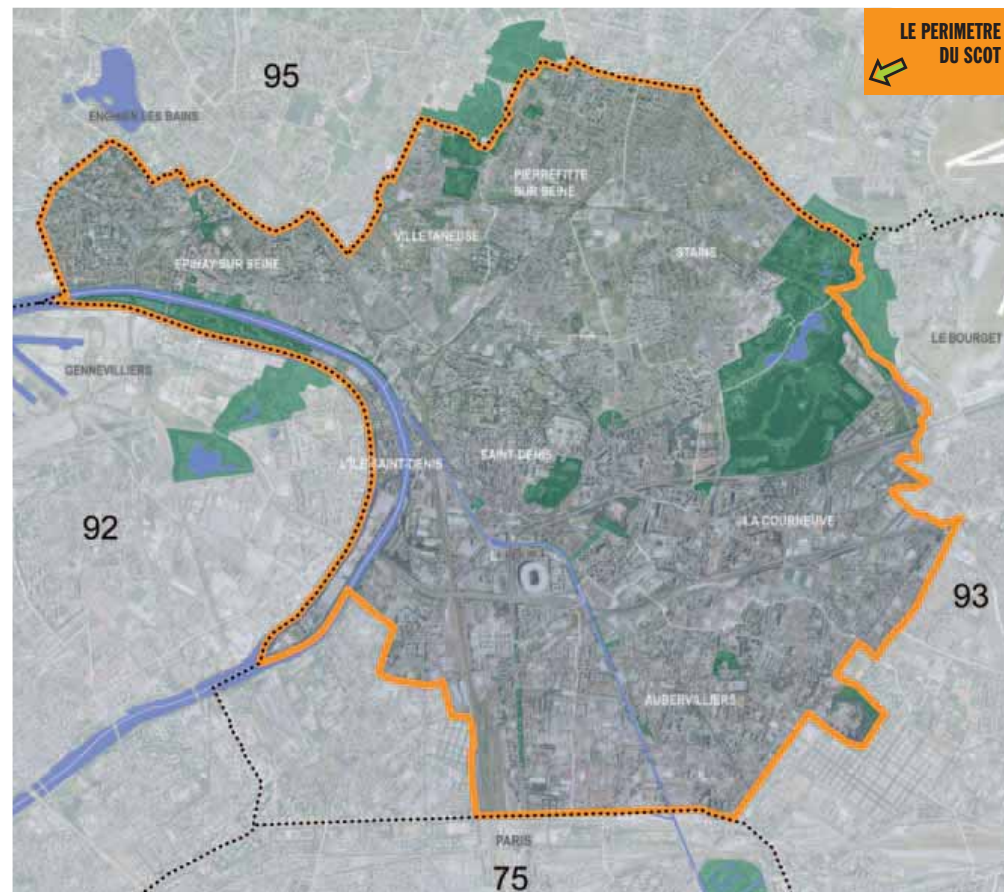 LE PERIMETRE
DU SCOT
95
ENGHIEN LES BAINS
PIERREFITTE
SUR SEINE
VILLETANEUSE
STAINS
EPINAY SUR SEINE
LE BOURGET
GENNEVILLIERS
L'ILE SAINT-DENIS
SAINT-DENIS
LA COURNEUVE
92
93
AUBERVILLIERS
PARIS
75